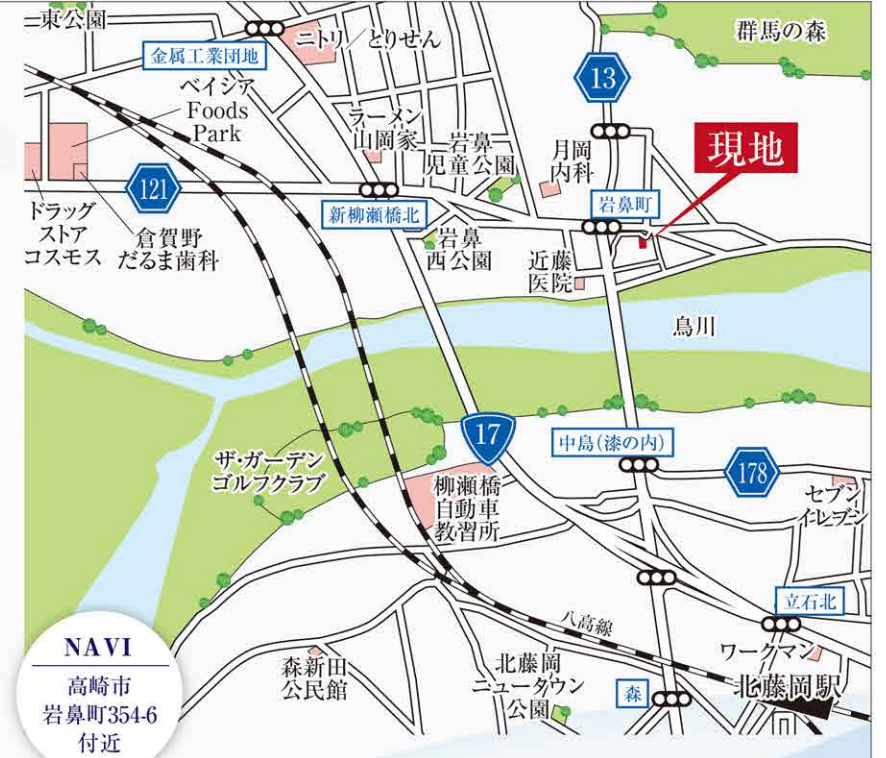 東公園
ニトリ/とりせん
群馬の森
金属工業団地
ベイシア
Foods
Park
13
ラーメン
山岡家
岩鼻
児童公園
月岡
内科
現地
121
新柳瀬橋北
岩鼻町
ドラッグ
ストア
コスモス
倉賀野
だるま歯科
岩鼻
西公園
近藤
医院
烏川
17
中島(漆の内)
178
ザ・ガーデン
ゴルフクラブ
柳瀬橋
自動車
教習所
セブン
イレブン
立石北
八高線
ワークマン
NAVI
高崎市
岩鼻町354-6
付近
森新田
公民館
北藤岡
ニュータウン
公園
森
北藤岡駅